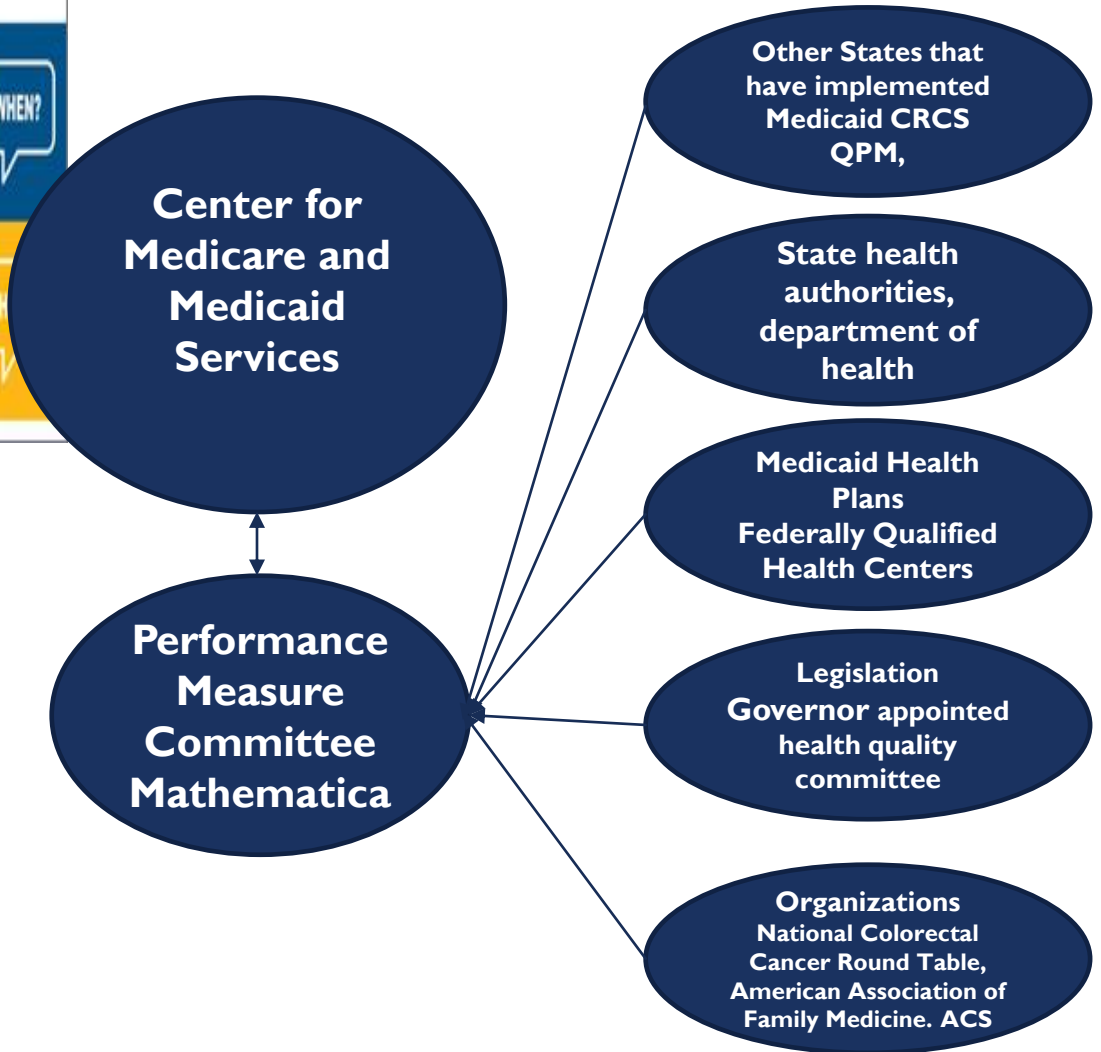 WHEN?
Center for
Medicare and
Medicaid
Services
Performance
Measure
Committee
Mathematica
Other States that
have implemented
Medicaid CRCS
QPM,
State health
authorities,
department of
health
Medicaid Health
Plans
Federally Qualified
Health Centers
Legislation
Governor appointed
health quality
committee
Organizations
National Colorectal
Cancer Round Table,
American Association of
Family Medicine. ACS